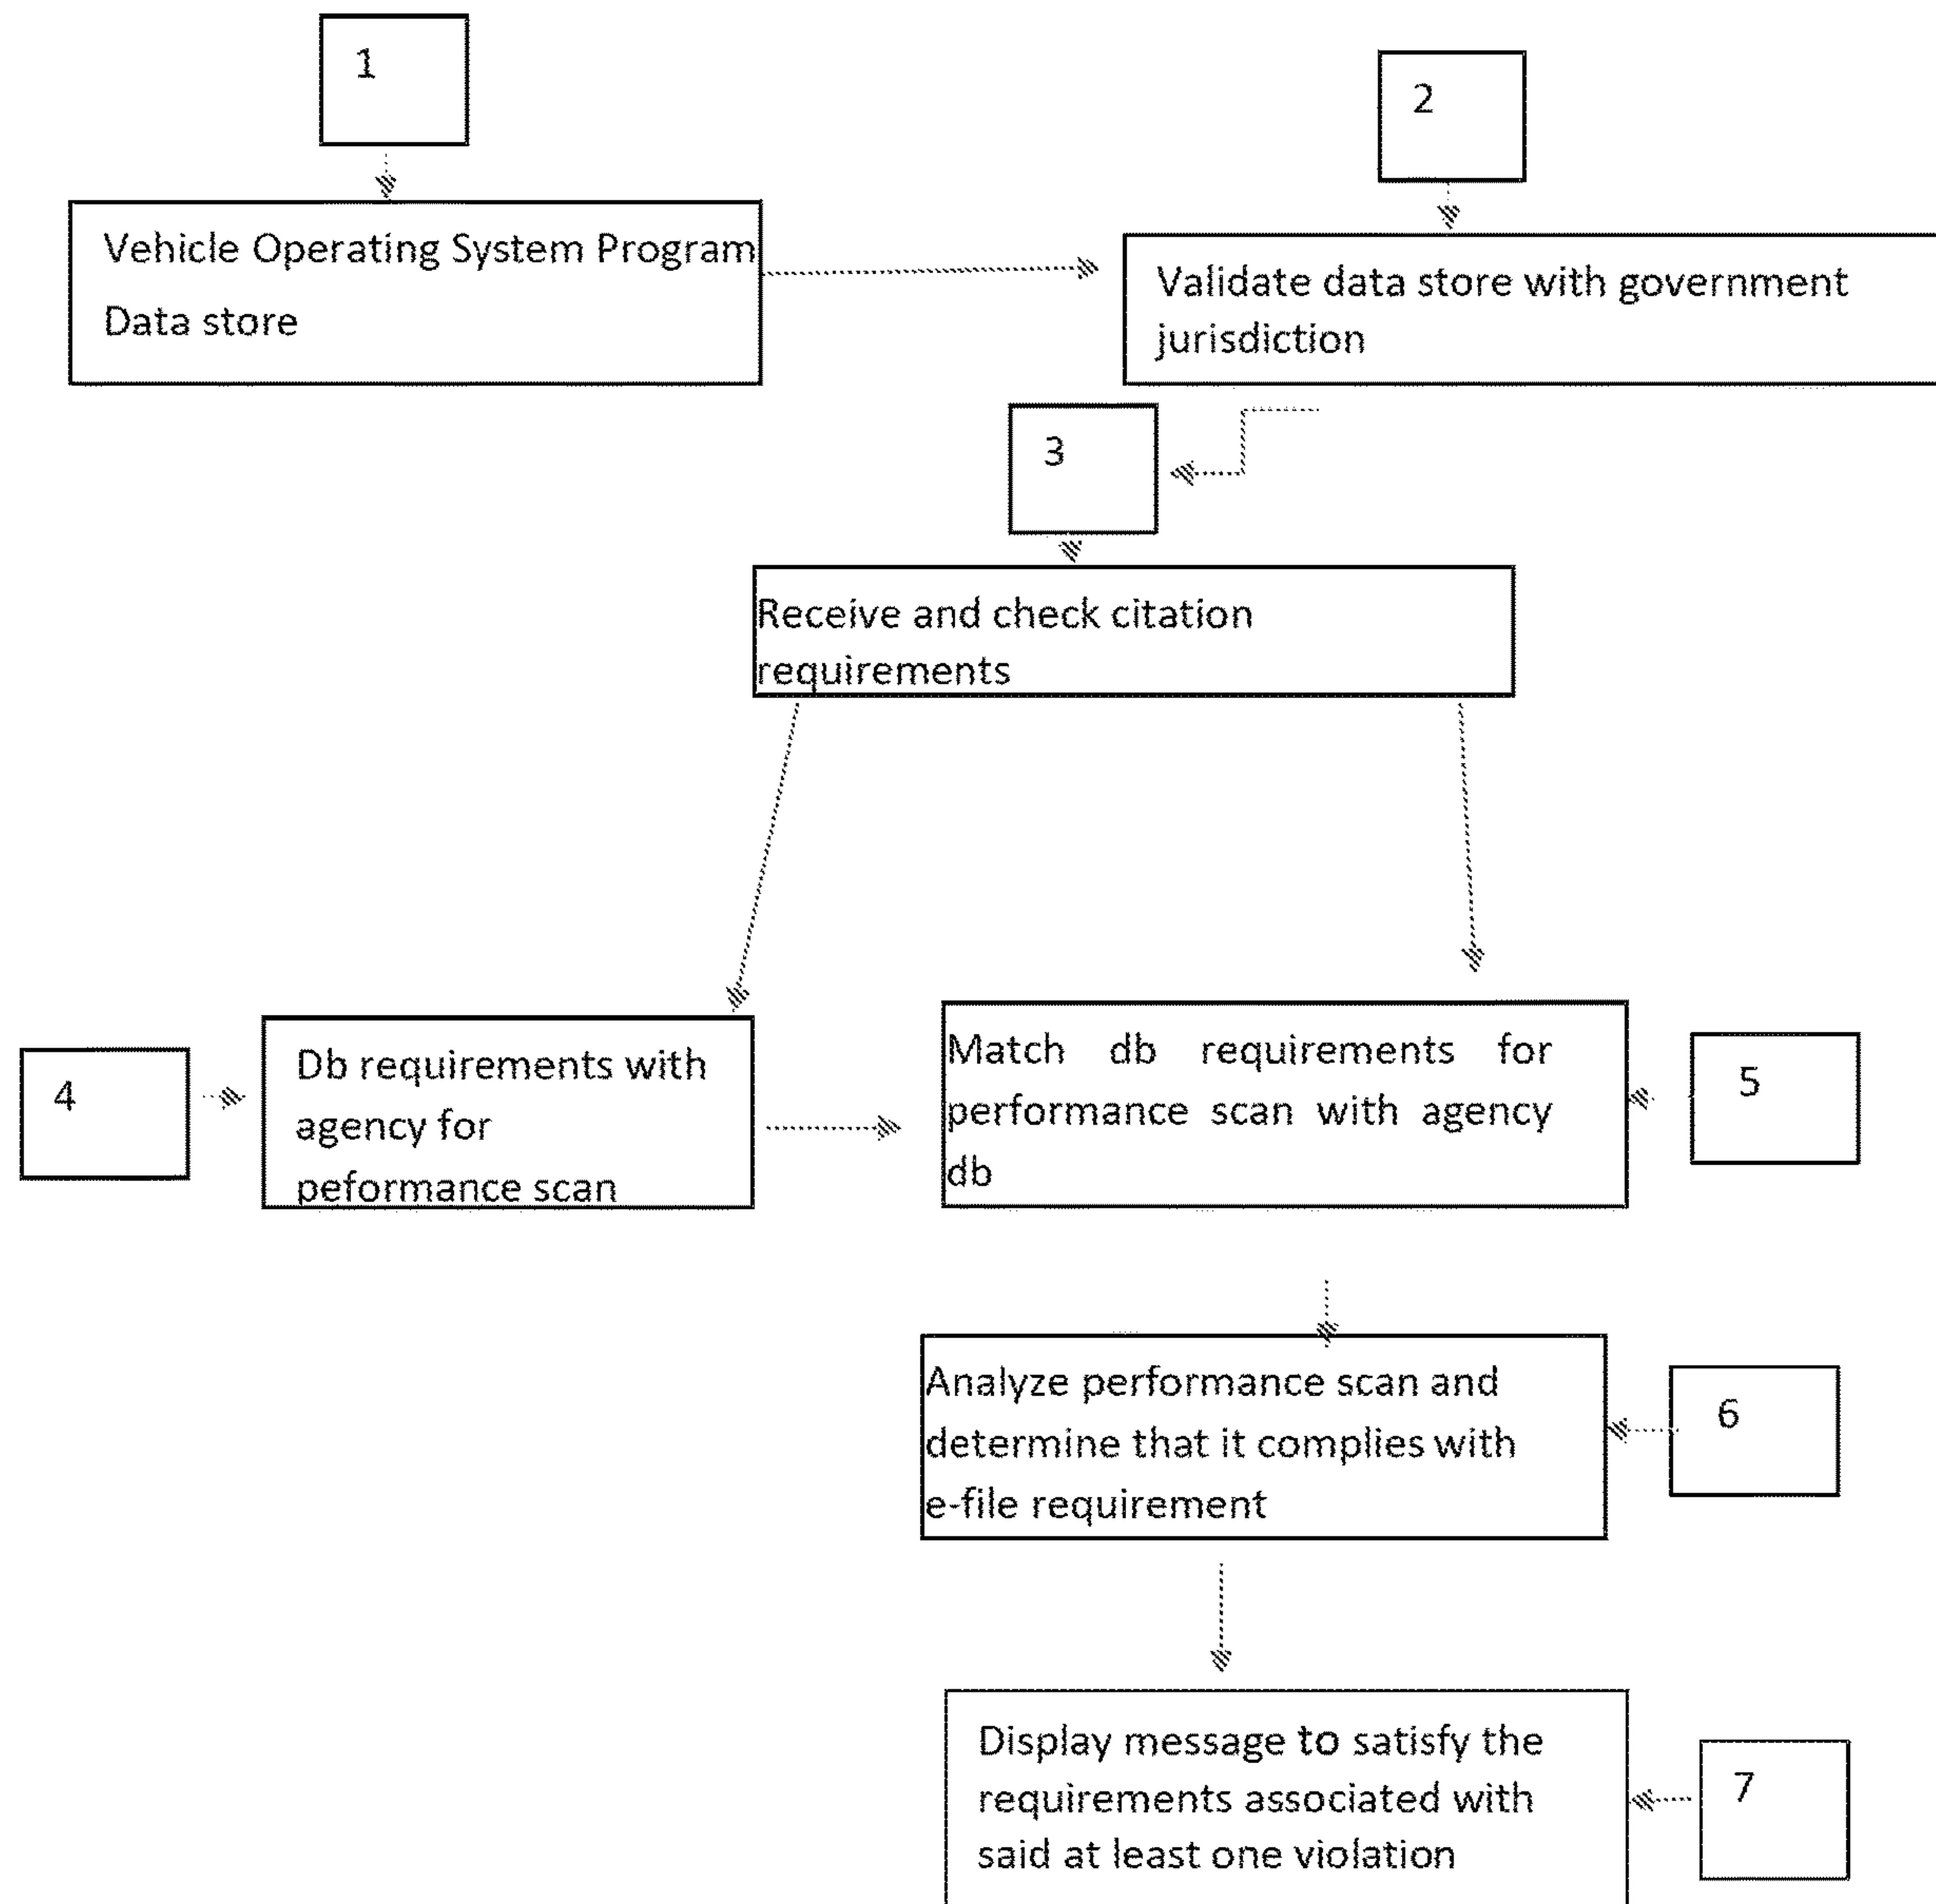 1
2
Vehicle Operating System Program
Data store
Validate data store with government
jurisdiction
3
Receive and check citation
requirements
4
Db requirements with
agency for
peformance scan
Match db requirements for
performance scan with agency
db
5
Analyze performance scan and
determine that it complies with
e-file requirement
6
Display message to satisfy the
requirements associated with
said at least one violation
7